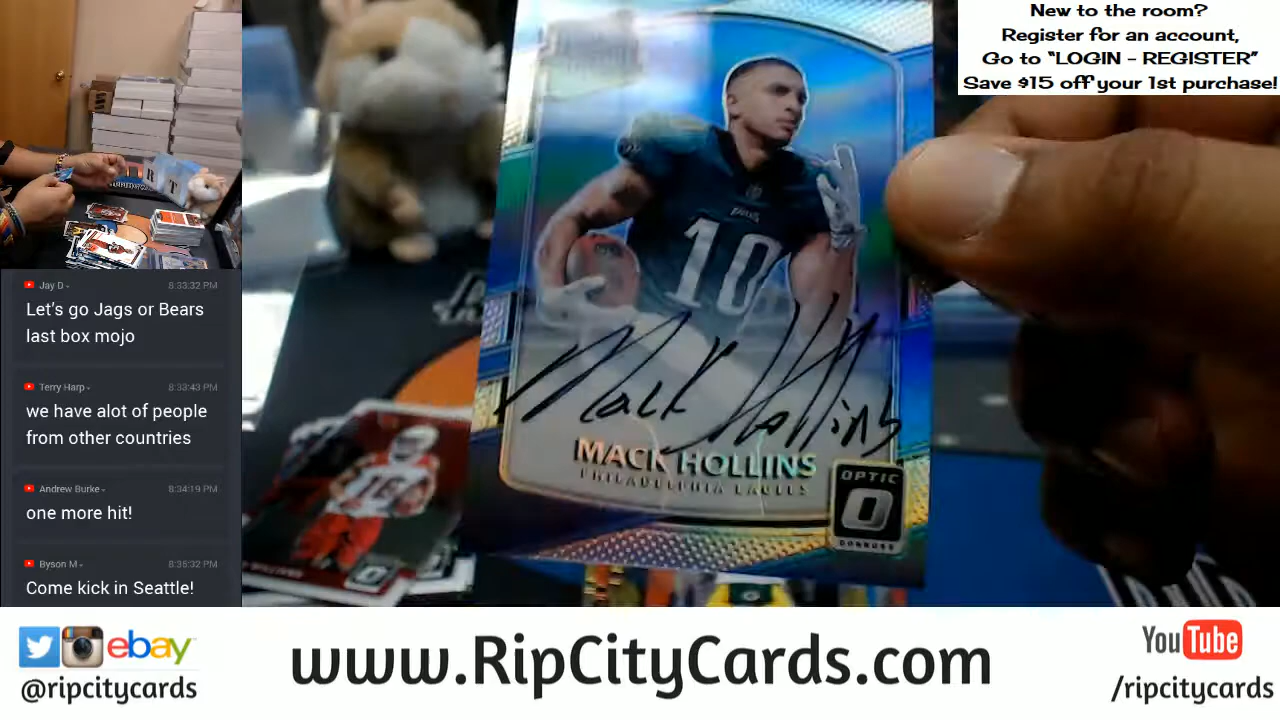 New to the room?
Register for an account,
Go to “LOGIN - REGISTER”
Save $15 off your 1st purchase!
Jay D
8:33:32 PM
Let's go Jags or Bears
last box mojo
Terry Harp
8:33:43 PM
we have alot of people
from other countries
Andrew Burke
8:34:19 PM
one more hit!
Byson M
8:35:32 PM
Come kick in Seattle!
EAGLES
10
Mack Hollins
MACK HOLLINS
PHILADELPHIA EAGLES
OPTIC
DONRUSS
16
R T
ebay
@ripcitycards
www.RipCityCards.com
YouTube
/ripcitycards